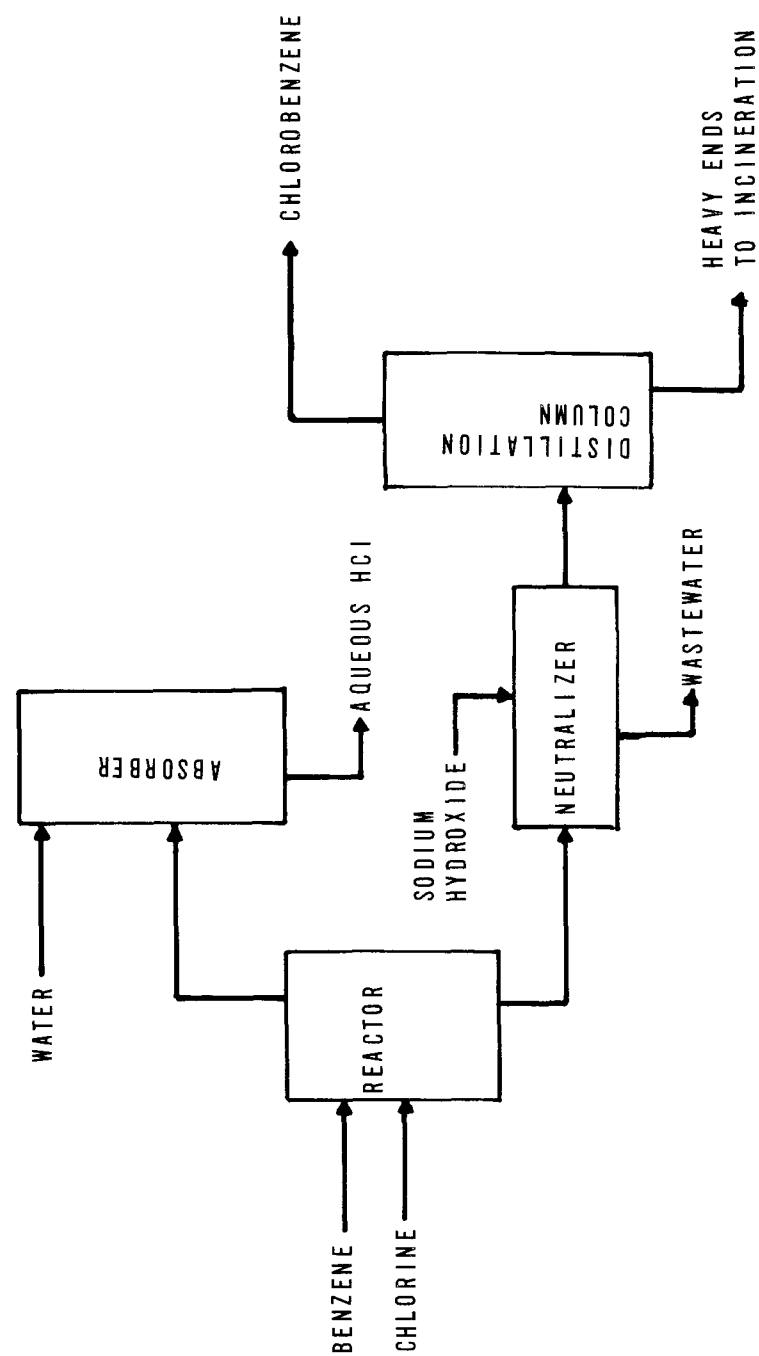 WATER
ABSORBER
AQUEOUS HCl
BENZENE
CHLORINE
REACTOR
SODIUM
HYDROXIDE
NEUTRALIZER
WASTEWATER
DISTILLATION
COLUMN
CHLOROBENZENE
HEAVY ENDS
TO INCINERATION